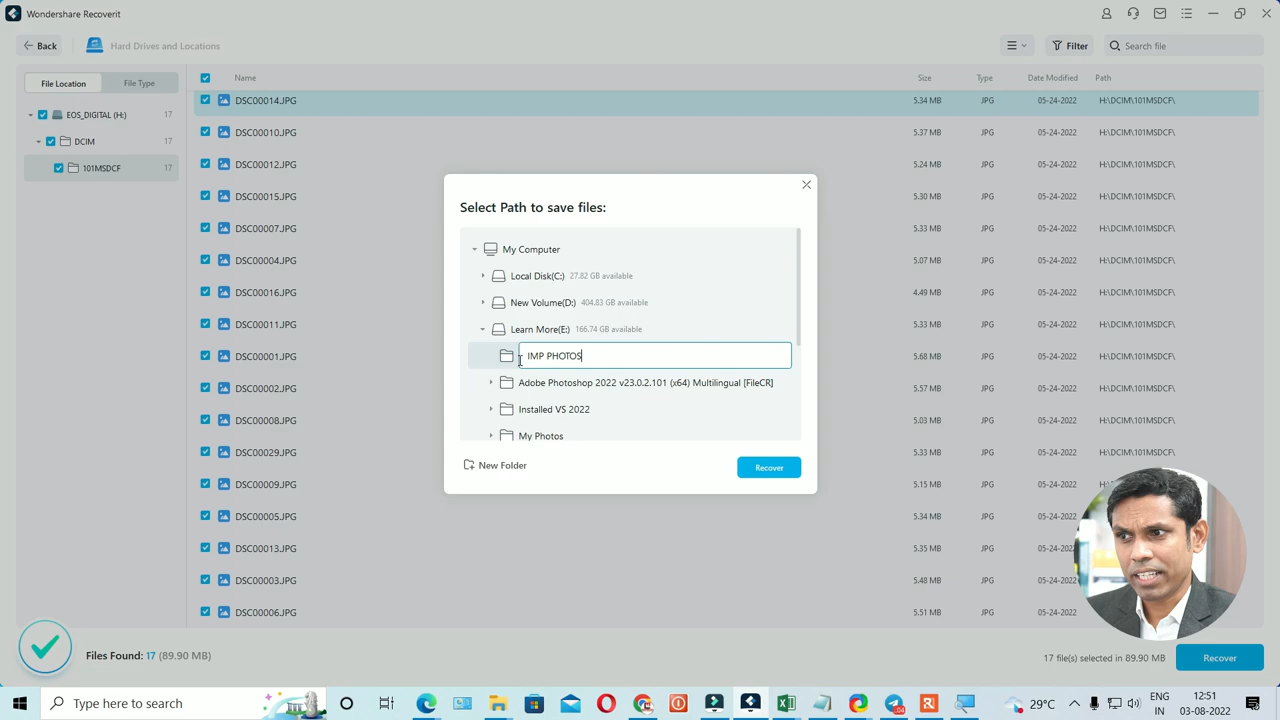 Wondershare Recoverit
Back
Hard Drives and Locations
Filter
Search file
File Location
File Type
EOS_DIGITAL (H:) 17
DCIM 17
101MSDCF 17
Name Size Type Date Modified Path
DSC00014.JPG 5.34 MB JPG 05-24-2022 H:\DCIM\101MSDCF\
DSC00010.JPG 5.37 MB JPG 05-24-2022 H:\DCIM\101MSDCF\
DSC00012.JPG 5.24 MB JPG 05-24-2022 H:\DCIM\101MSDCF\
DSC00015.JPG 5.30 MB JPG 05-24-2022 H:\DCIM\101MSDCF\
DSC00007.JPG 5.34 MB JPG 05-24-2022 H:\DCIM\101MSDCF\
DSC00004.JPG 5.07 MB JPG 05-24-2022 H:\DCIM\101MSDCF\
DSC00016.JPG 4.49 MB JPG 05-24-2022 H:\DCIM\101MSDCF\
DSC00011.JPG 5.33 MB JPG 05-24-2022 H:\DCIM\101MSDCF\
DSC00001.JPG 5.68 MB JPG 05-24-2022 H:\DCIM\101MSDCF\
DSC00002.JPG 5.57 MB JPG 05-24-2022 H:\DCIM\101MSDCF\
DSC00008.JPG 5.03 MB JPG 05-24-2022 H:\DCIM\101MSDCF\
DSC00029.JPG 5.33 MB JPG 05-24-2022 H:\DCIM\101MSDCF\
DSC00009.JPG 5.15 MB JPG 05-24-2022
DSC00005.JPG 5.34 MB JPG 05-24-2022
DSC00013.JPG 5.35 MB JPG 05-24-2022
DSC00003.JPG 5.48 MB JPG 05-24-2022
DSC00006.JPG 5.51 MB JPG 05-24-2022
Select Path to save files:
My Computer
Local Disk(C:) 27.82 GB available
New Volume(D:) 404.83 GB available
Learn More(E:) 166.74 GB available
IMP PHOTOS
Adobe Photoshop 2022 v23.0.2.101 (x64) Multilingual [FileCR]
Installed VS 2022
My Photos
New Folder
Recover
Files Found: 17 (89.90 MB)
17 file(s) selected in 89.90 MB
Recover
Type here to search
04
29°C
ENG
IN
12:51
03-08-2022